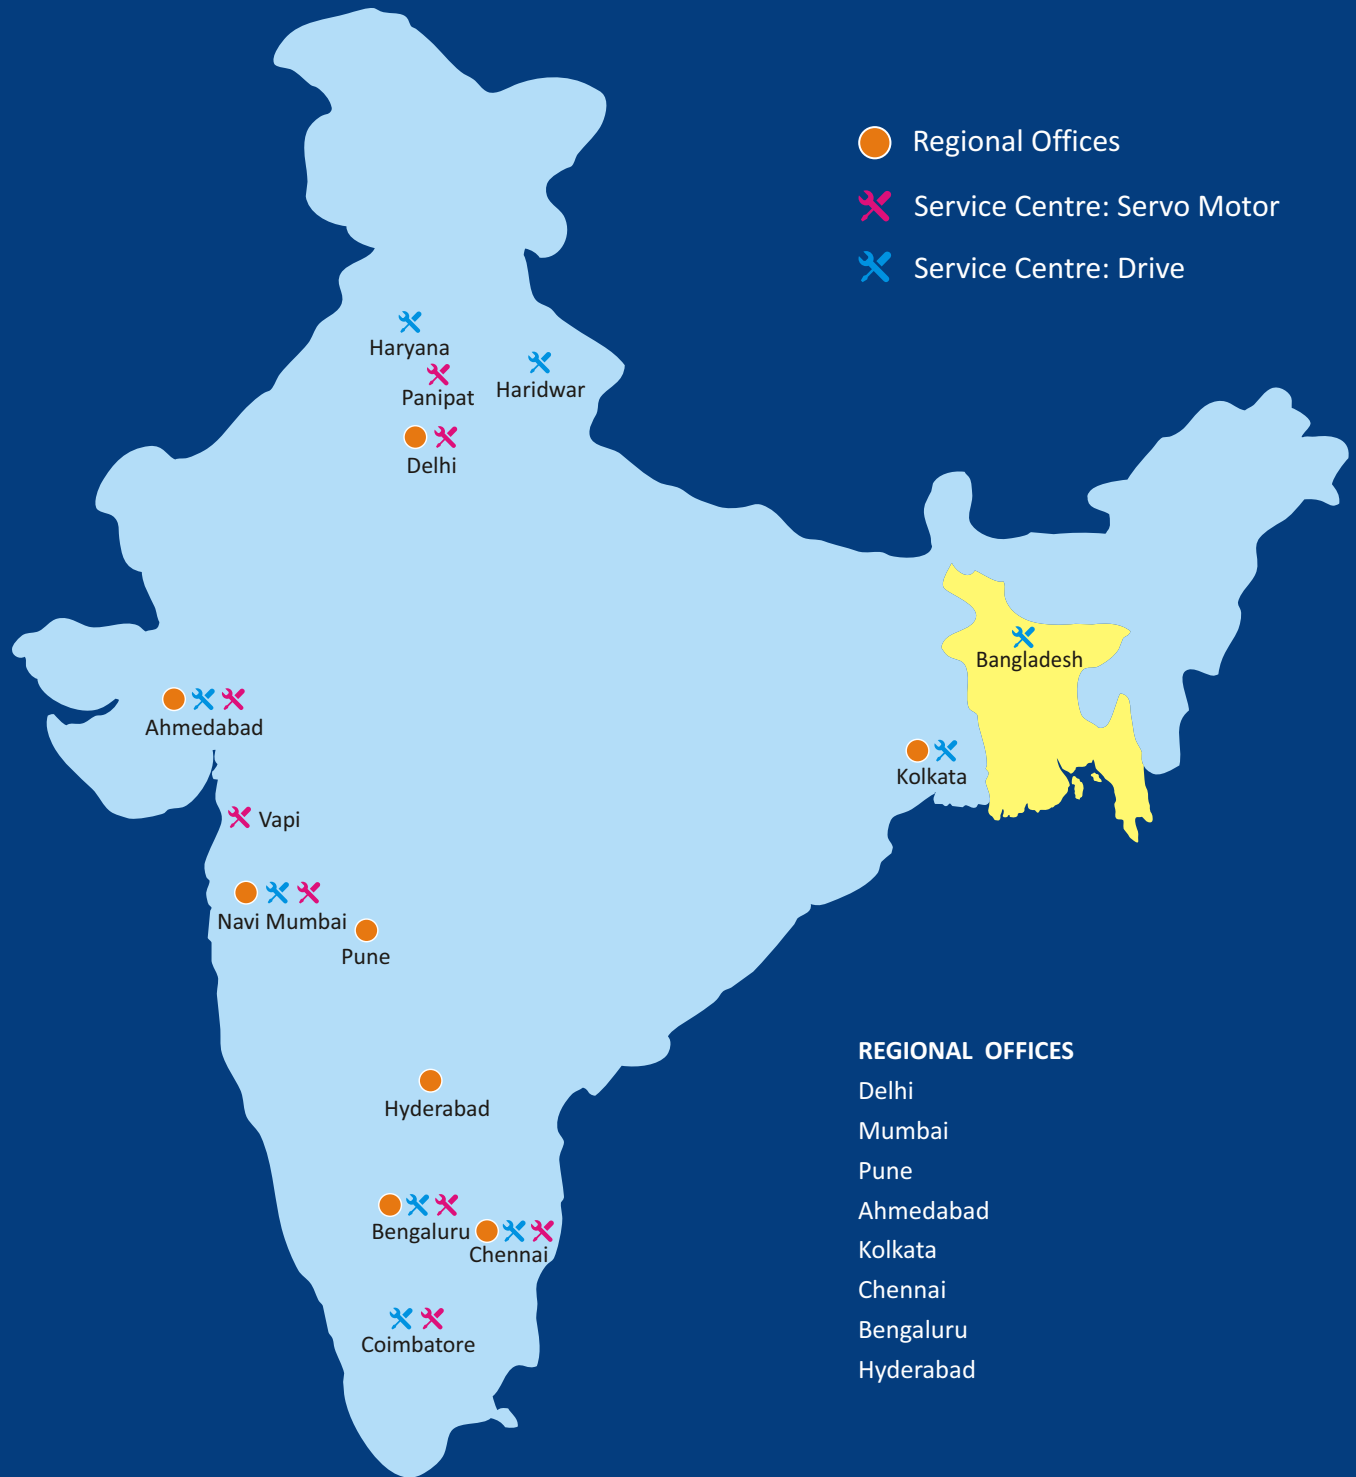 Regional Offices
Service Centre: Servo Motor
Service Centre: Drive
Haryana
Panipat
Haridwar
Delhi
Bangladesh
Ahmedabad
Kolkata
Vapi
Navi Mumbai
Pune
Hyderabad
Bengaluru
Chennai
Coimbatore
REGIONAL OFFICES
Delhi
Mumbai
Pune
Ahmedabad
Kolkata
Chennai
Bengaluru
Hyderabad